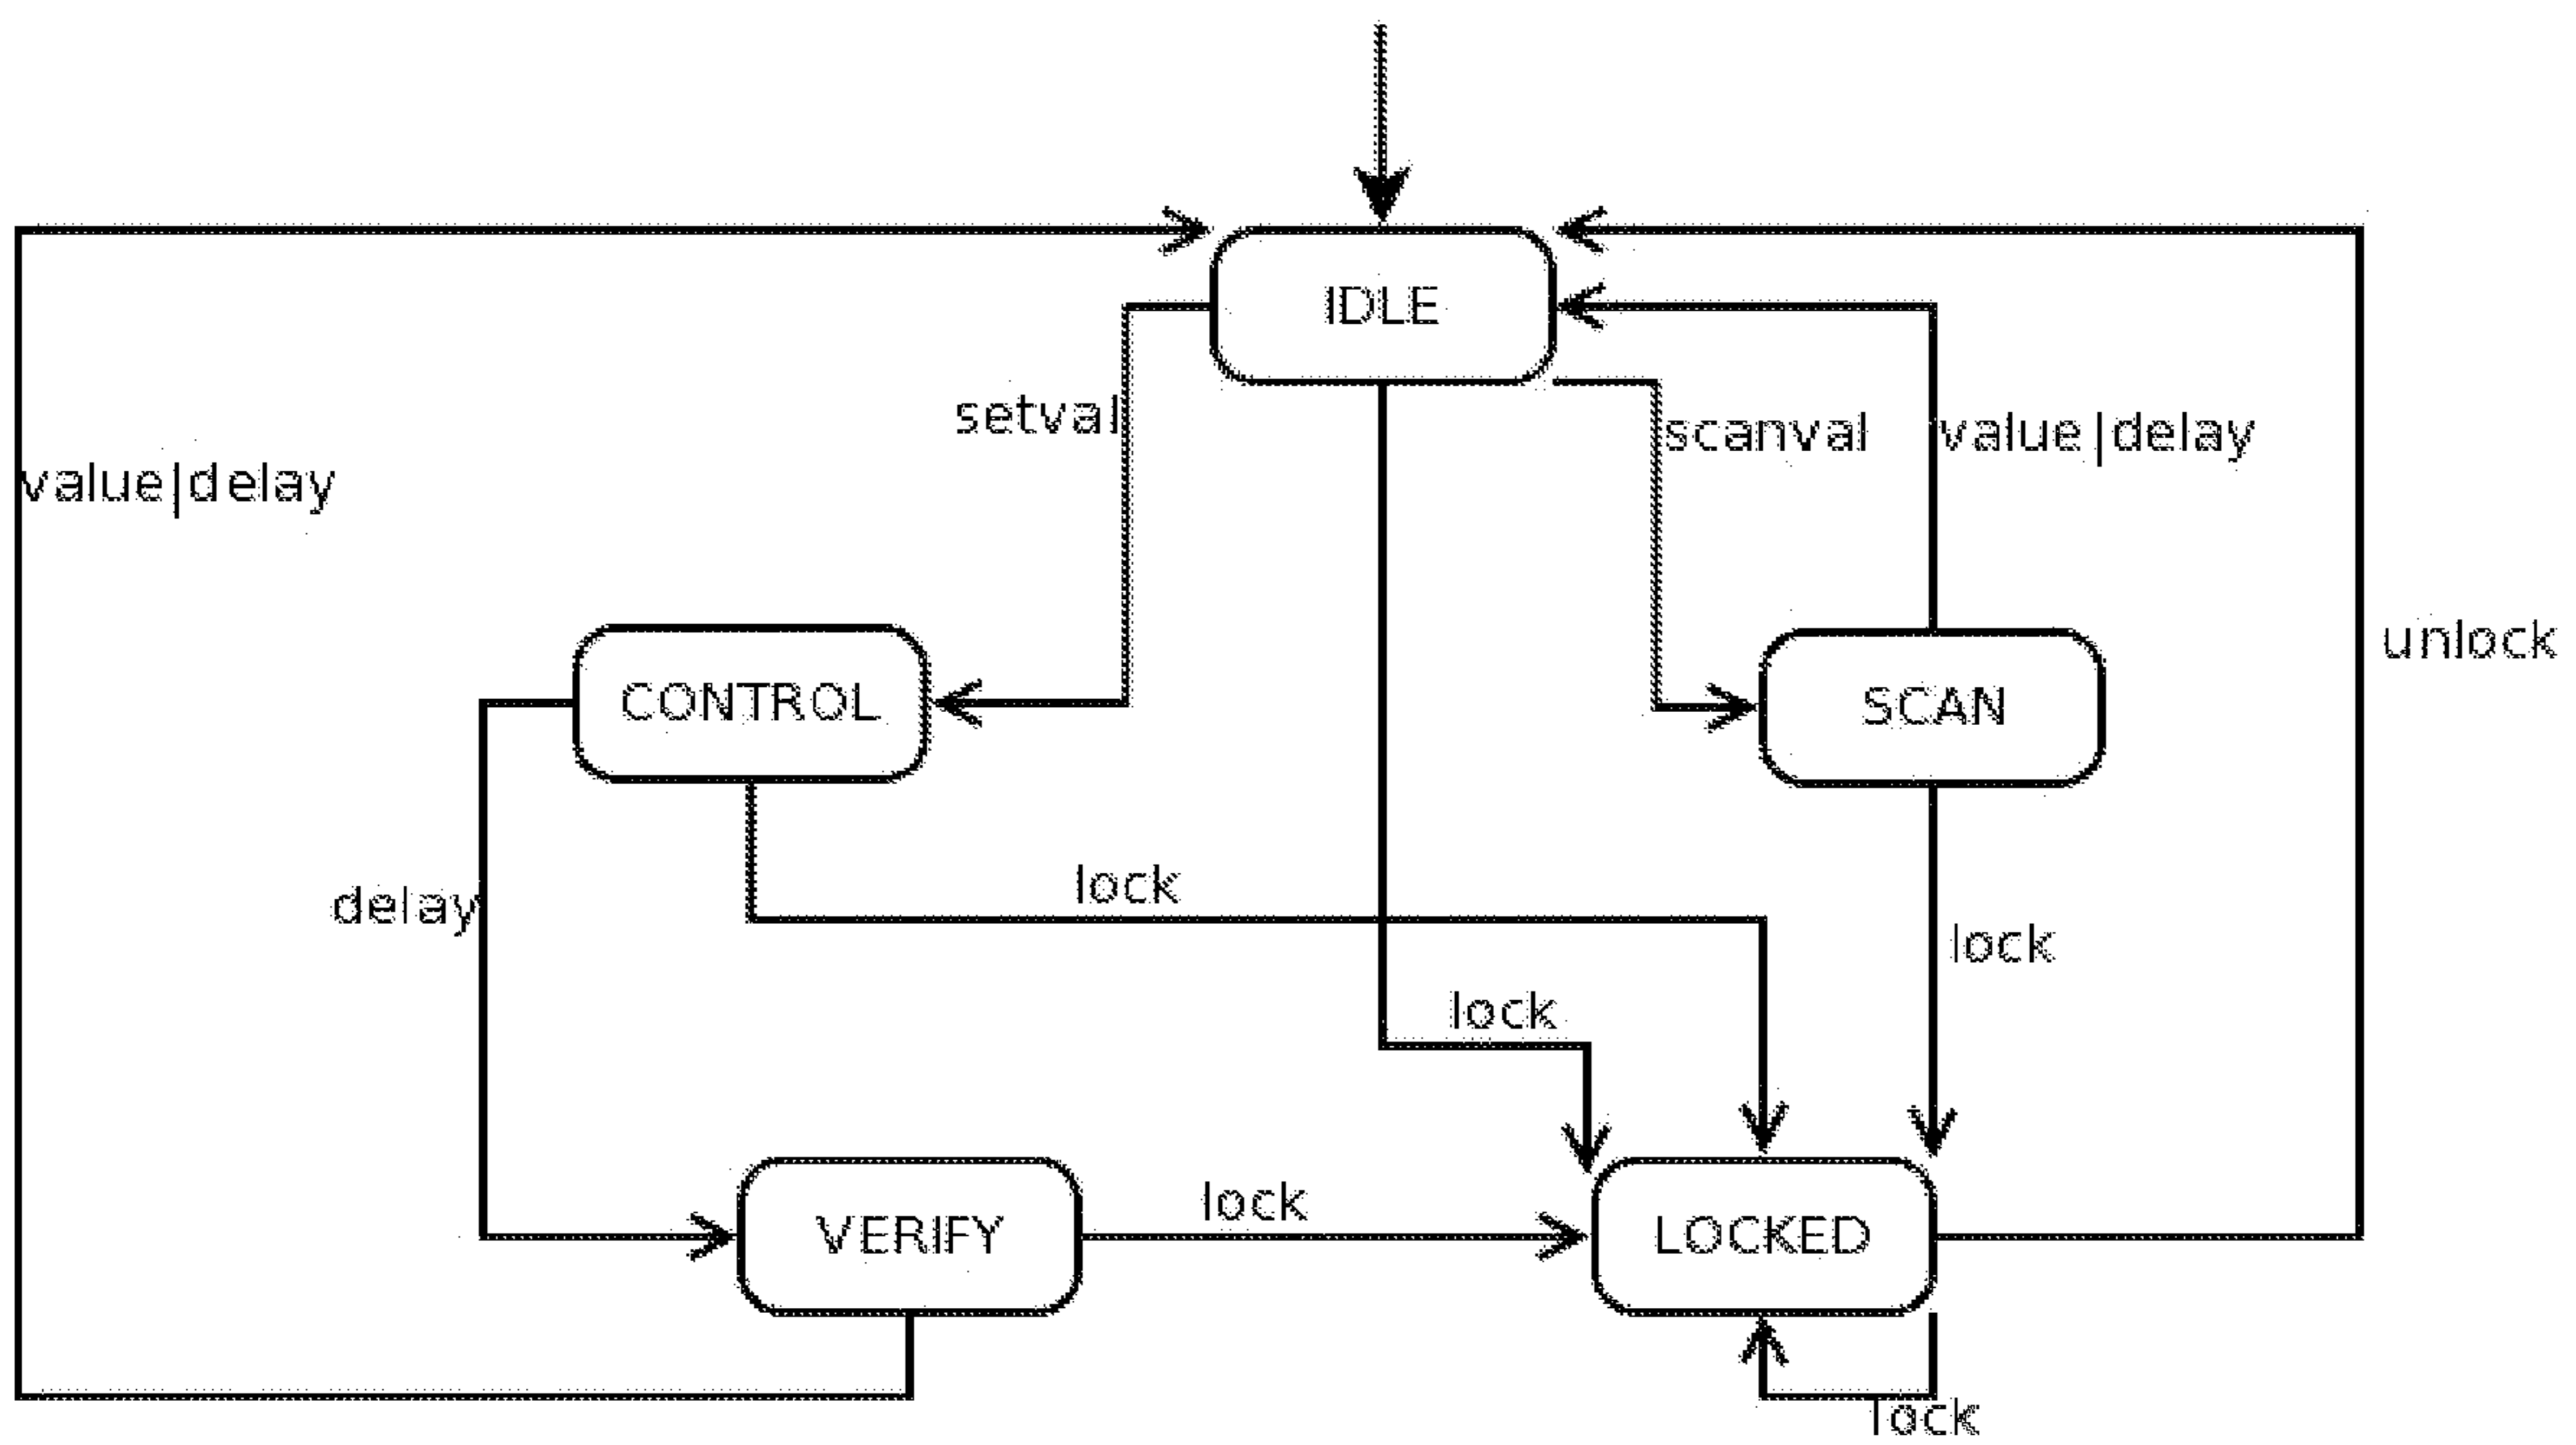 IDLE
setval
scanval
value|delay
value|delay
unlock
CONTROL
SCAN
lock
delay
lock
lock
lock
VERIFY
LOCKED
lock